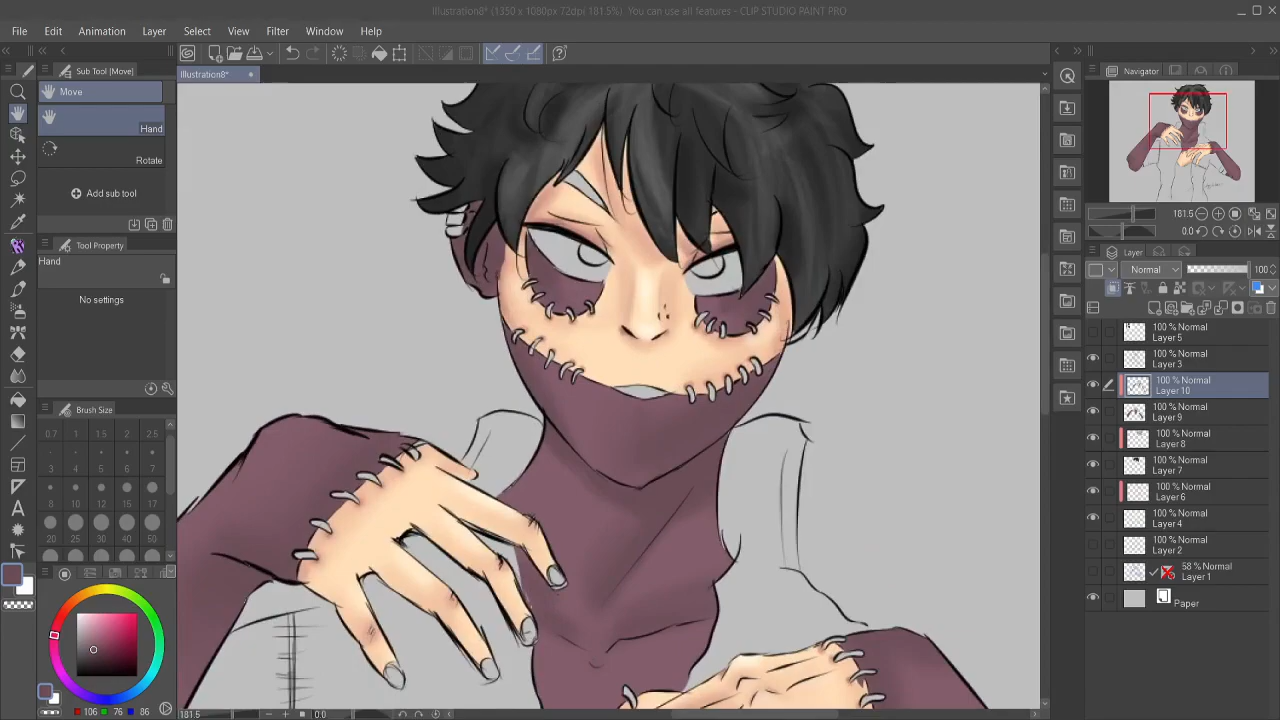 Illustration8* (1350 x 1080px 72dpi 181.5%)  You can use all features - CLIP STUDIO PAINT PRO
File Edit Animation Layer Select View Filter Window Help
Sub Tool [Move]
Illustration8*
Navigator
Move
Hand
Rotate
Add sub tool
181.5
0.0
Tool Property
Hand
No settings
Layer
Normal 100
100 % Normal
Layer 5
100 % Normal
Layer 3
100 % Normal
Layer 10
100 % Normal
Layer 9
100 % Normal
Layer 8
100 % Normal
Layer 7
100 % Normal
Layer 6
100 % Normal
Layer 4
100 % Normal
Layer 2
58 % Normal
Layer 1
Paper
Brush Size
0.7 1 1.5 2 2.5
3 4 5 6 7
8 10 12 15 17
20 25 30 40 50
106 76 86
181.5 0.0